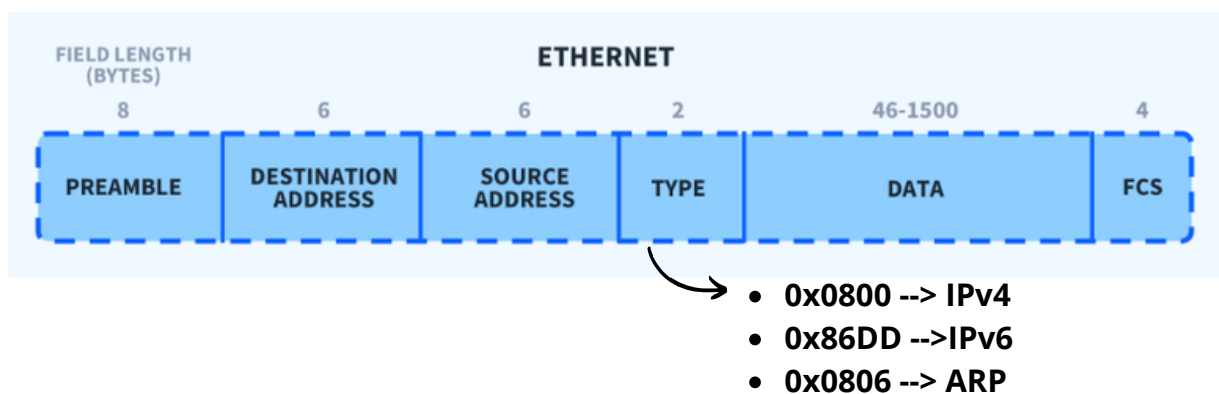 FIELD LENGTH
(BYTES)
ETHERNET
8
6
6
2
46-1500
4
PREAMBLE
DESTINATION
ADDRESS
SOURCE
ADDRESS
TYPE
DATA
FCS
• 0x0800 --> IPv4
• 0x86DD -->IPv6
• 0x0806 --> ARP